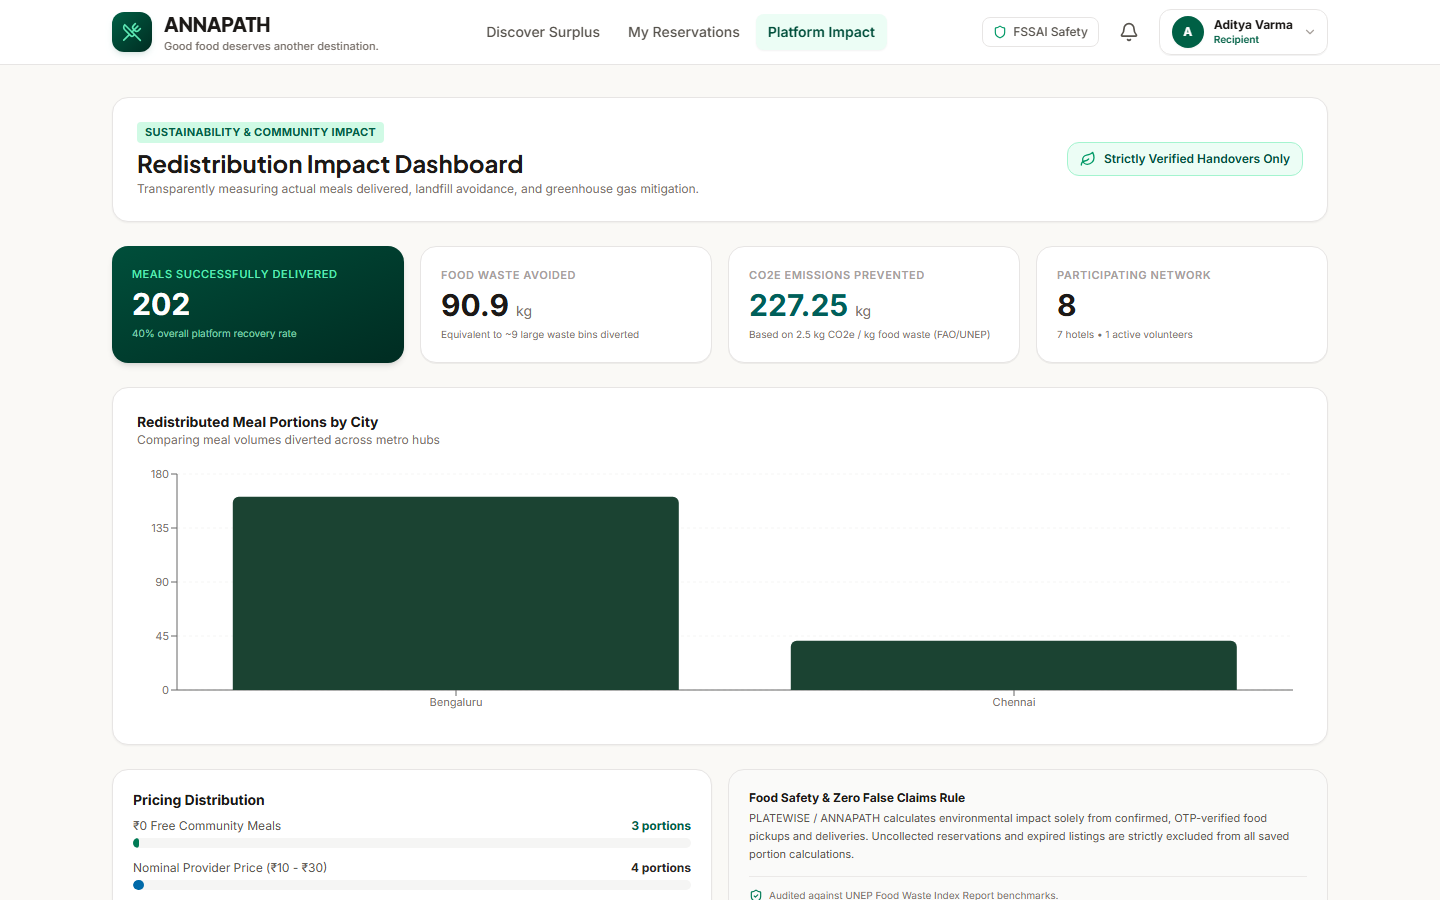 ANNAPATH
Good food deserves another destination.
Discover Surplus
My Reservations
Platform Impact
FSSAI Safety
A
Aditya Varma
Recipient
SUSTAINABILITY & COMMUNITY IMPACT
Redistribution Impact Dashboard
Transparently measuring actual meals delivered, landfill avoidance, and greenhouse gas mitigation.
Strictly Verified Handovers Only
MEALS SUCCESSFULLY DELIVERED
202
40% overall platform recovery rate
FOOD WASTE AVOIDED
90.9 kg
Equivalent to ~9 large waste bins diverted
CO2E EMISSIONS PREVENTED
227.25 kg
Based on 2.5 kg CO2e / kg food waste (FAO/UNEP)
PARTICIPATING NETWORK
8
7 hotels • 1 active volunteers
Redistributed Meal Portions by City
Comparing meal volumes diverted across metro hubs
180
135
90
45
0
Bengaluru
Chennai
Pricing Distribution
₹0 Free Community Meals
3 portions
Nominal Provider Price (₹10 - ₹30)
4 portions
Food Safety & Zero False Claims Rule
PLATEWISE / ANNAPATH calculates environmental impact solely from confirmed, OTP-verified food
pickups and deliveries. Uncollected reservations and expired listings are strictly excluded from all saved
portion calculations.
Audited against UNEP Food Waste Index Report benchmarks.